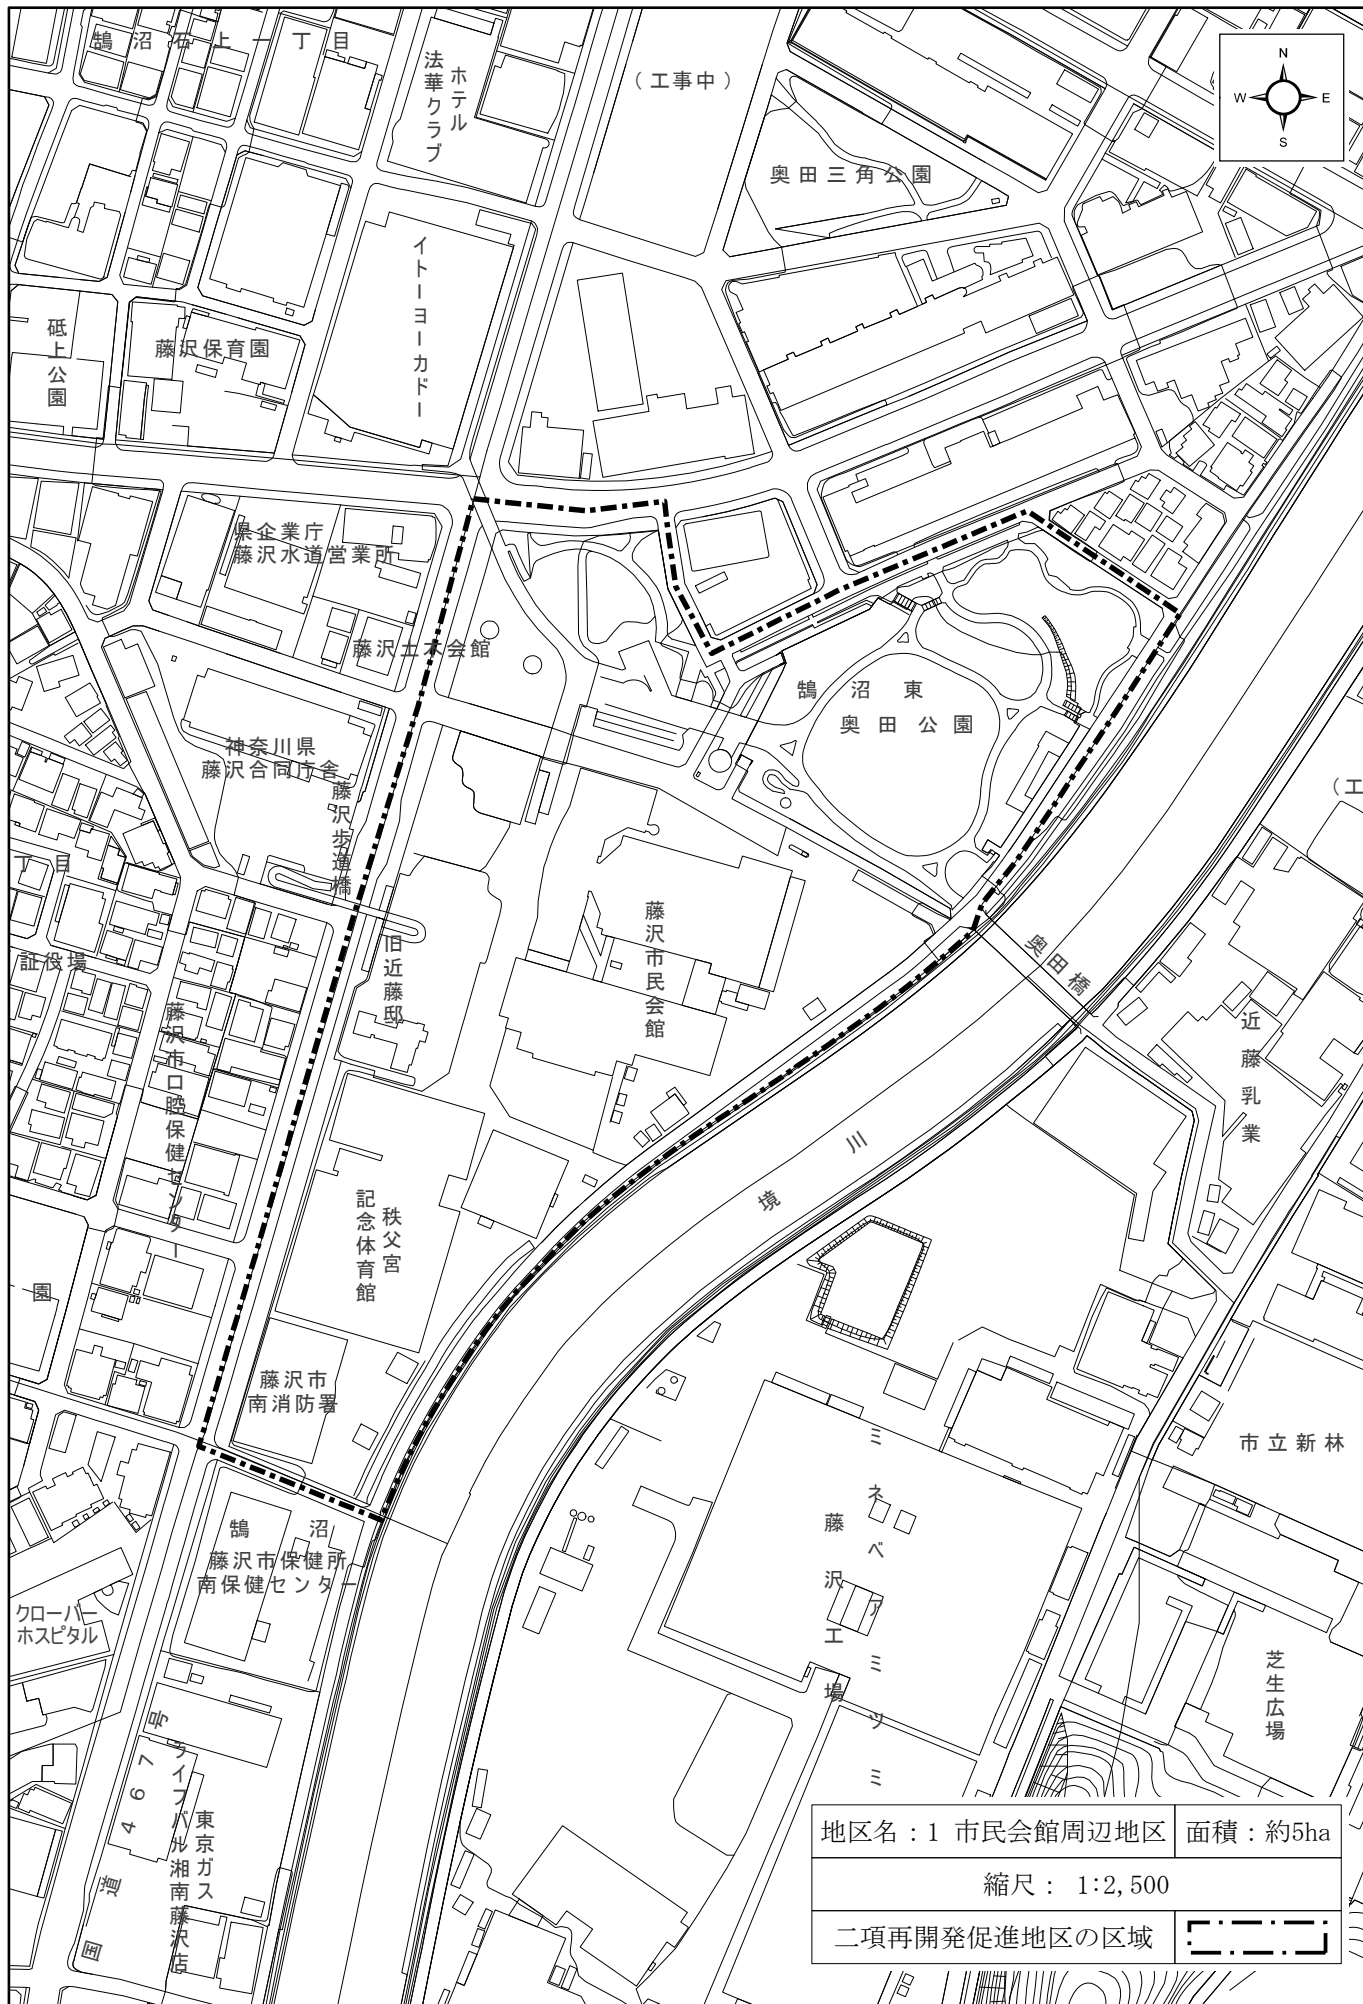 鵠沼石上一丁目
ホテル
法華クラブ
(工事中)
N
W
E
S
奥田三角公園
イトーヨーカドー
砥上公園
藤沢保育園
県企業庁
藤沢水道営業所
藤沢土木会館
鵠沼東
奥田公園
神奈川県
藤沢合同庁舎
藤沢歩道橋
(工
丁目
証役場
旧近藤邸
藤沢市民会館
奥田橋
近藤乳業
藤沢市口腔保健センター
境川
秩父宮
記念体育館
園
藤沢市
南消防署
市立新林
ミネベアミツミ
藤沢工場
鵠沼
藤沢市保健所
南保健センター
クローバー
ホスピタル
芝生広場
国道467号
東京ガス
ライフバル湘南藤沢店
地区名:1 市民会館周辺地区
面積:約5ha
縮尺: 1:2,500
二項再開発促進地区の区域